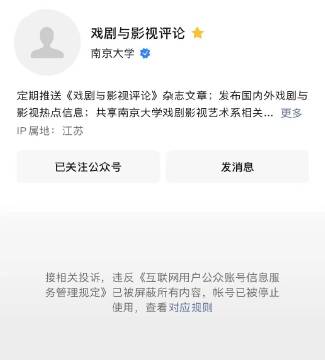 戏剧与影视评论
南京大学
定期推送《戏剧与影视评论》杂志文章；发布国内外戏剧与
影视热点信息；共享南京大学戏剧影视艺术系相关... 更多
IP 属地：江苏
已关注公众号 发消息
接相关投诉，违反《互联网用户公众账号信息服
务管理规定》已被屏蔽所有内容，帐号已被停止
使用，查看对应规则